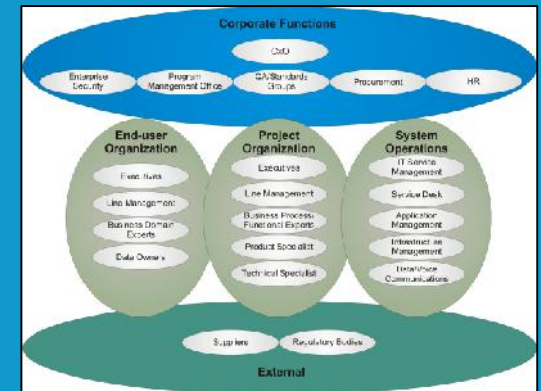 Corporate Functions
CxO
Enterprise
Security
Program
Management Office
QA/Standards
Groups
Procurement
HR
End-user
Organization
Executives
Line Management
Business Domain
Experts
Data Owners
Project
Organization
Executives
Line Management
Business Process/
Functional Experts
Product Specialist
Technical Specialist
System
Operations
IT Service
Management
Service Desk
Application
Management
Infrastructure
Management
Data/Voice
Communications
Suppliers
Regulatory Bodies
External